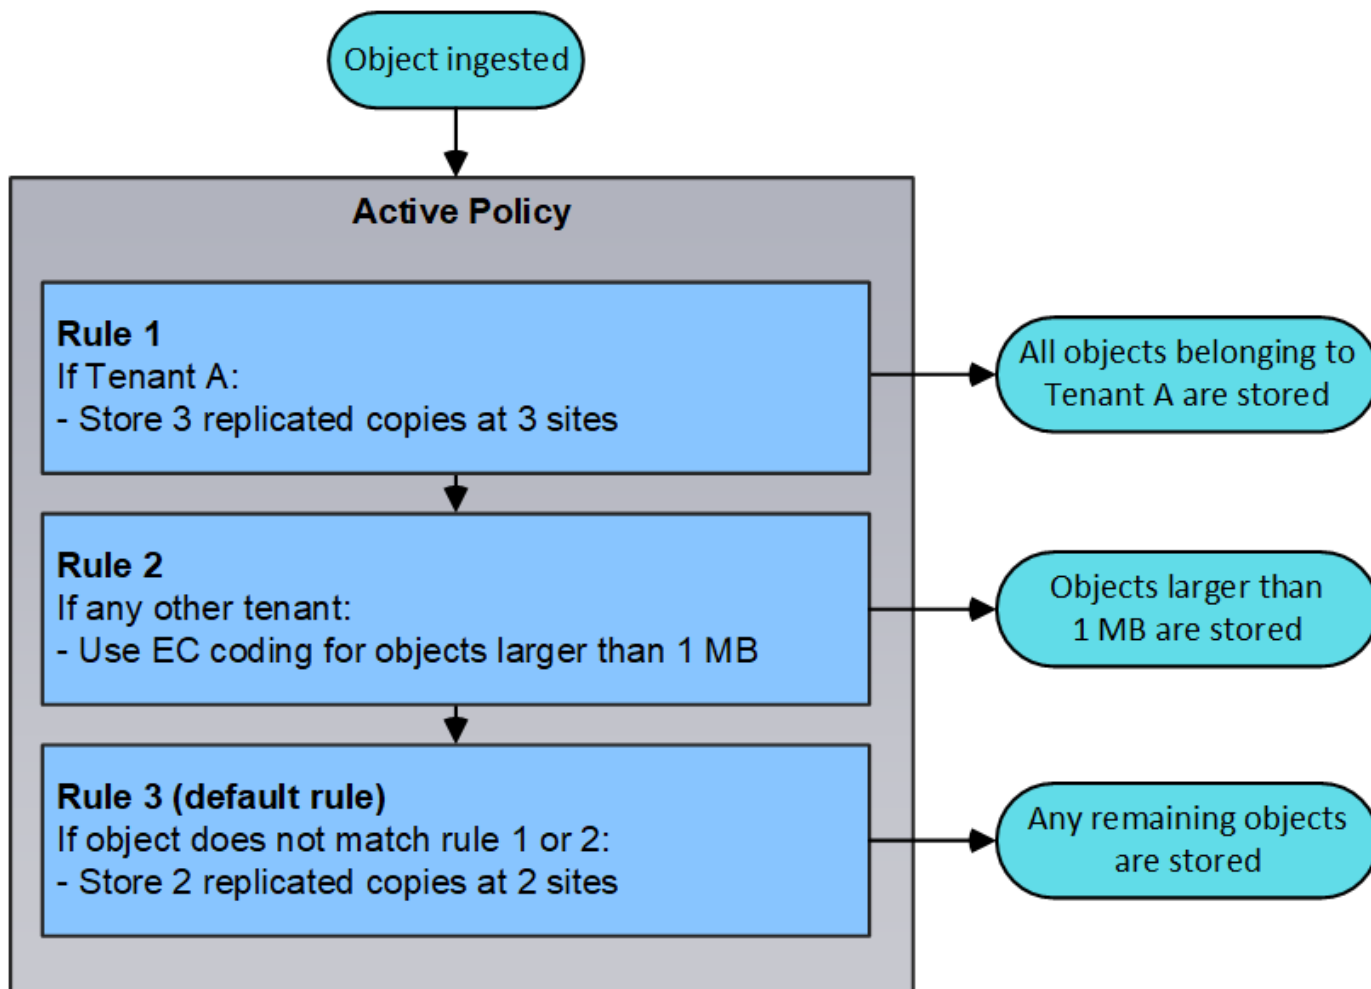 Object ingested
Active Policy
Rule 1
If Tenant A:
- Store 3 replicated copies at 3 sites
All objects belonging to
Tenant A are stored
Rule 2
If any other tenant:
- Use EC coding for objects larger than 1 MB
Objects larger than
1 MB are stored
Rule 3 (default rule)
If object does not match rule 1 or 2:
- Store 2 replicated copies at 2 sites
Any remaining objects
are stored